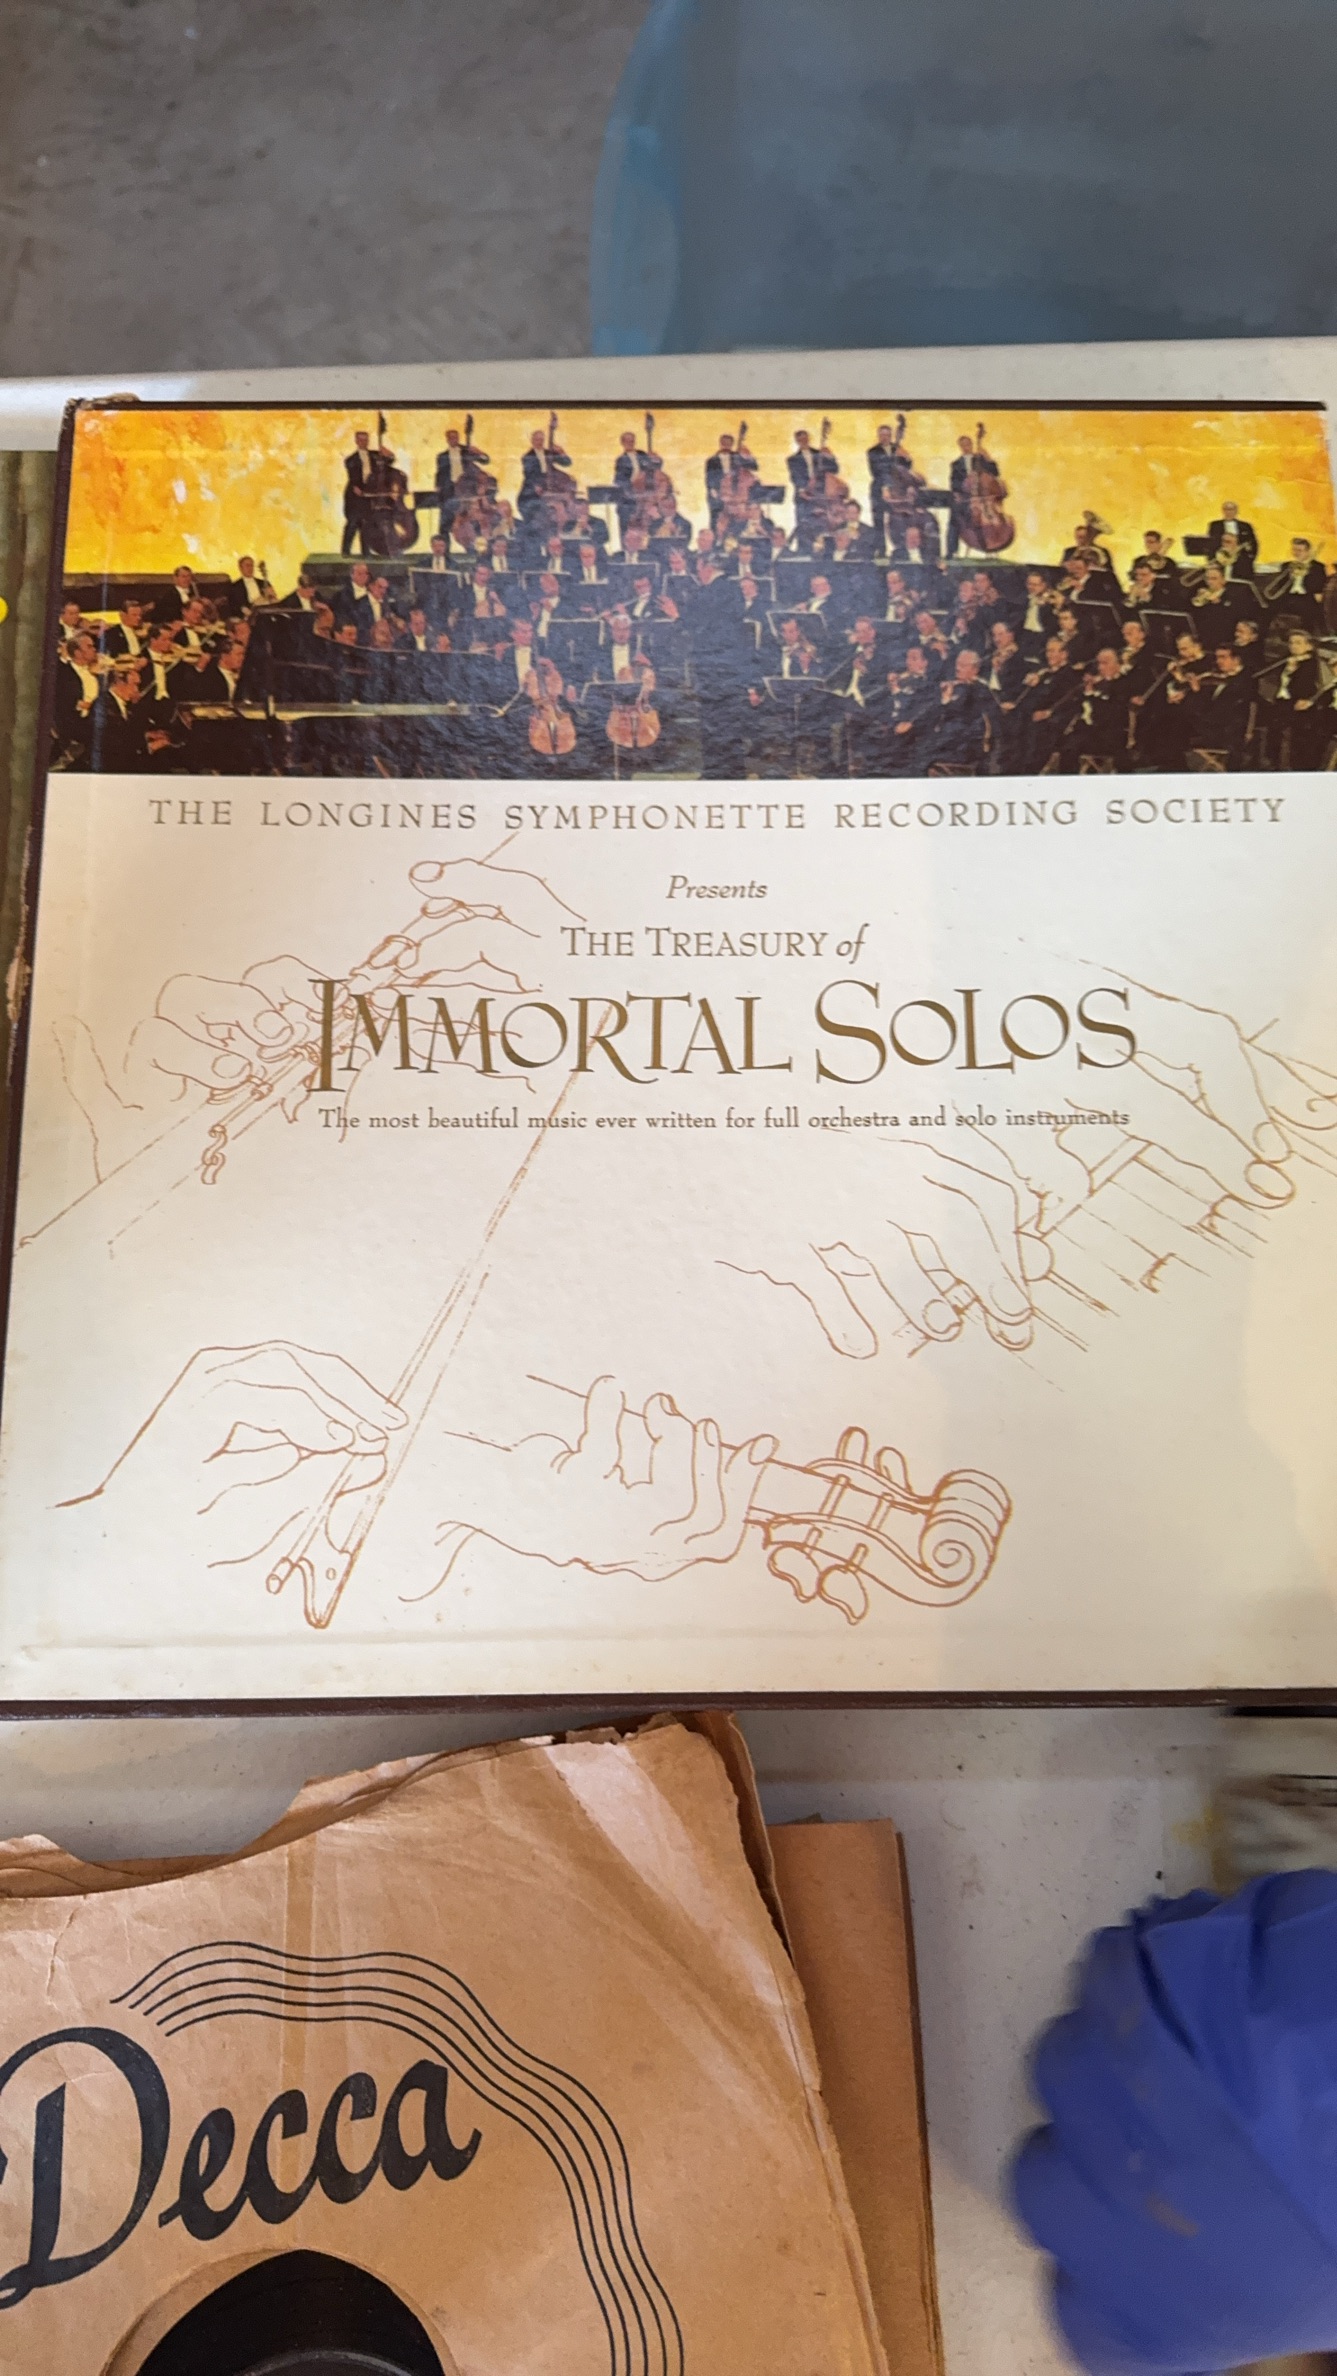 THE LONGINES SYMPHONETTE RECORDING SOCIETY
Presents
THE TREASURY of
IMMORTAL SOLOS
The most beautiful music ever written for full orchestra and solo instruments
Decca